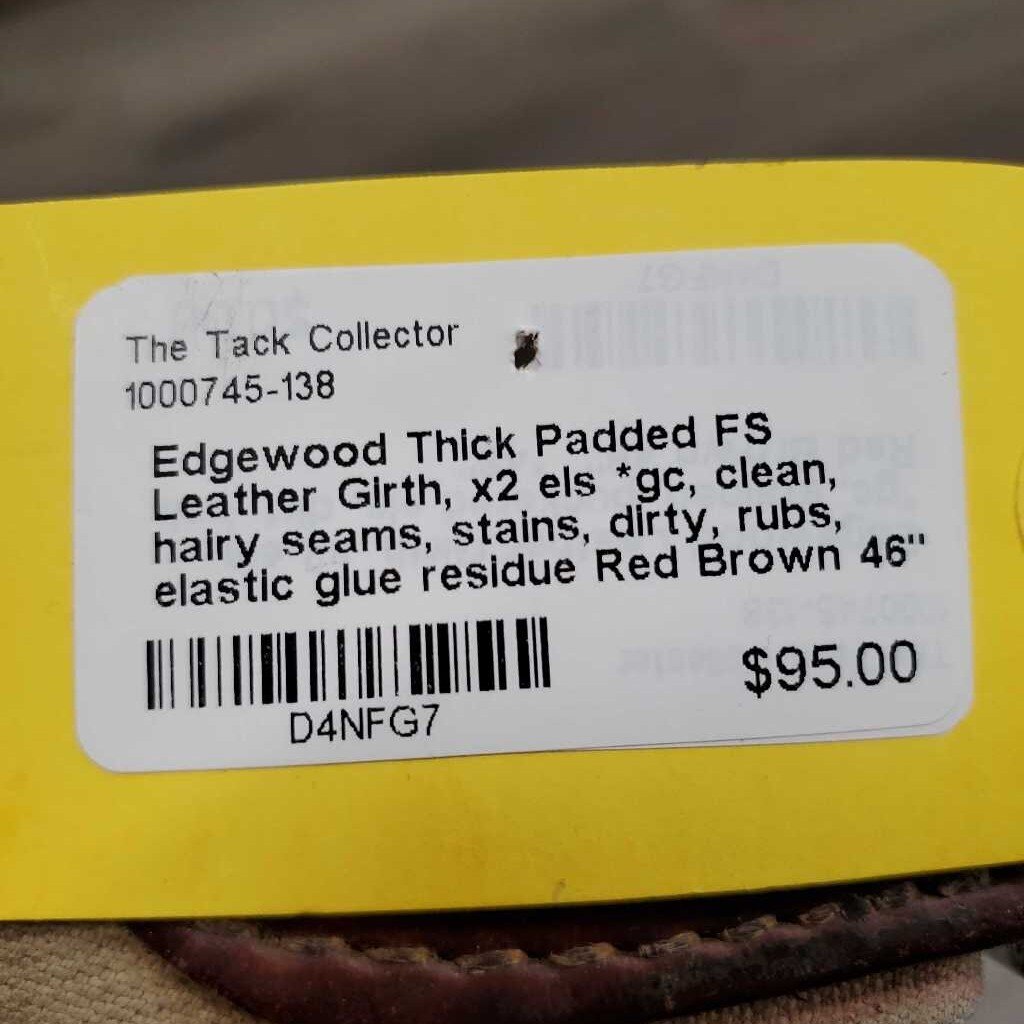 The Tack Collector
1000745-138
Edgewood Thick Padded FS
Leather Girth, x2 els *gc, clean,
hairy seams, stains, dirty, rubs,
elastic glue residue Red Brown 46"
$95.00
D4NFG7